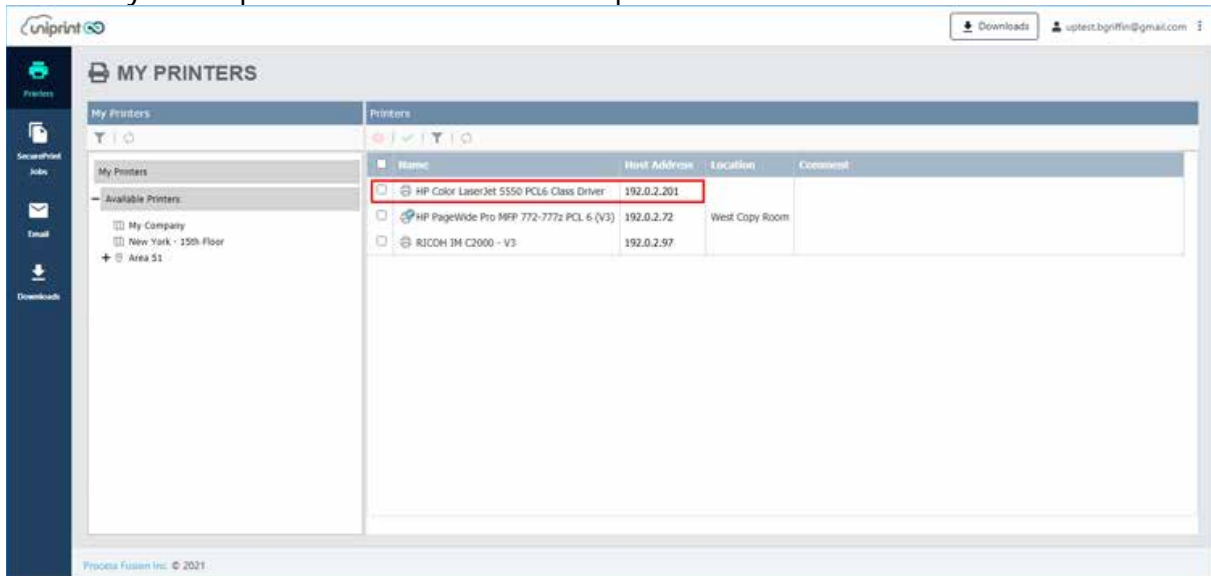 uniprint
Downloads
uptest.bgriffin@gmail.com
Printers
MY PRINTERS
SecurePrint
Jobs
Email
Downloads
My Printers
My Printers
Available Printers
My Company
New York - 15th Floor
Area 51
Printers
Name Host Address Location Comment
HP Color LaserJet 5550 PCL6 Class Driver 192.0.2.201
HP PageWide Pro MFP 772-777z PCL 6 (V3) 192.0.2.72 West Copy Room
RICOH IM C2000 - V3 192.0.2.97
Process Fusion Inc. © 2021